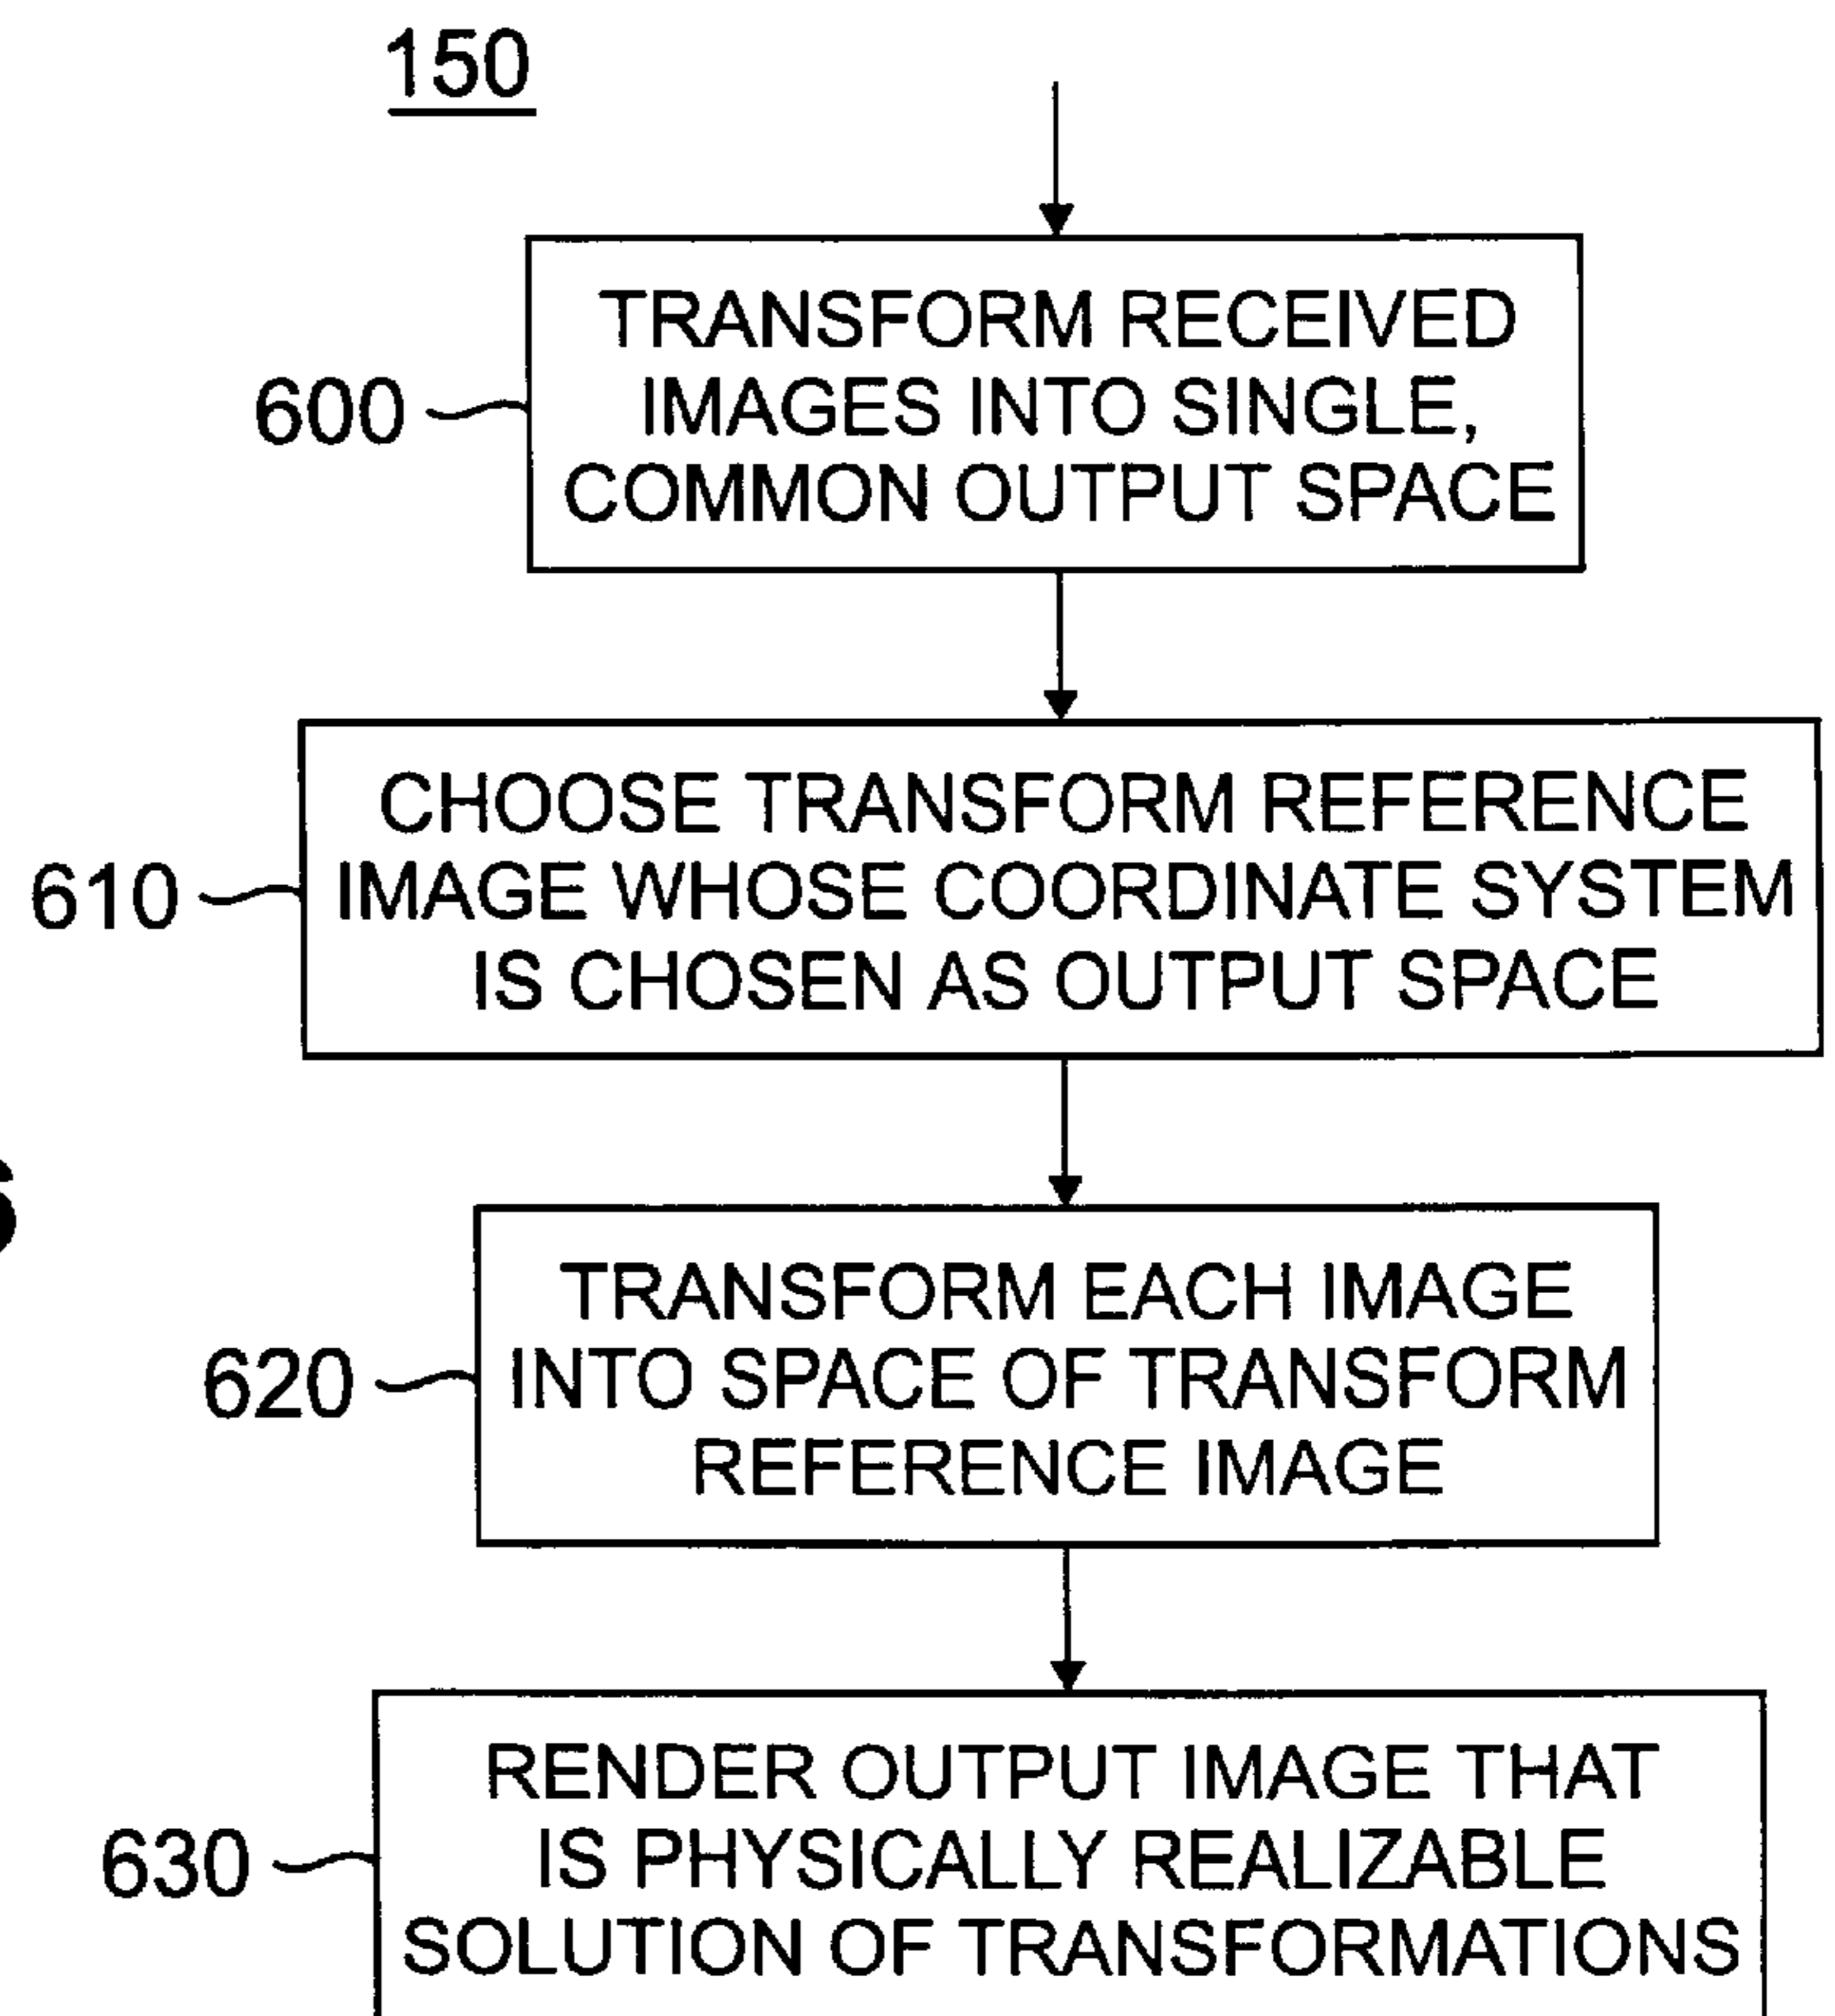 150
TRANSFORM RECEIVED
IMAGES INTO SINGLE,
COMMON OUTPUT SPACE
600
CHOOSE TRANSFORM REFERENCE
IMAGE WHOSE COORDINATE SYSTEM
IS CHOSEN AS OUTPUT SPACE
610
TRANSFORM EACH IMAGE
INTO SPACE OF TRANSFORM
REFERENCE IMAGE
620
RENDER OUTPUT IMAGE THAT
IS PHYSICALLY REALIZABLE
SOLUTION OF TRANSFORMATIONS
630